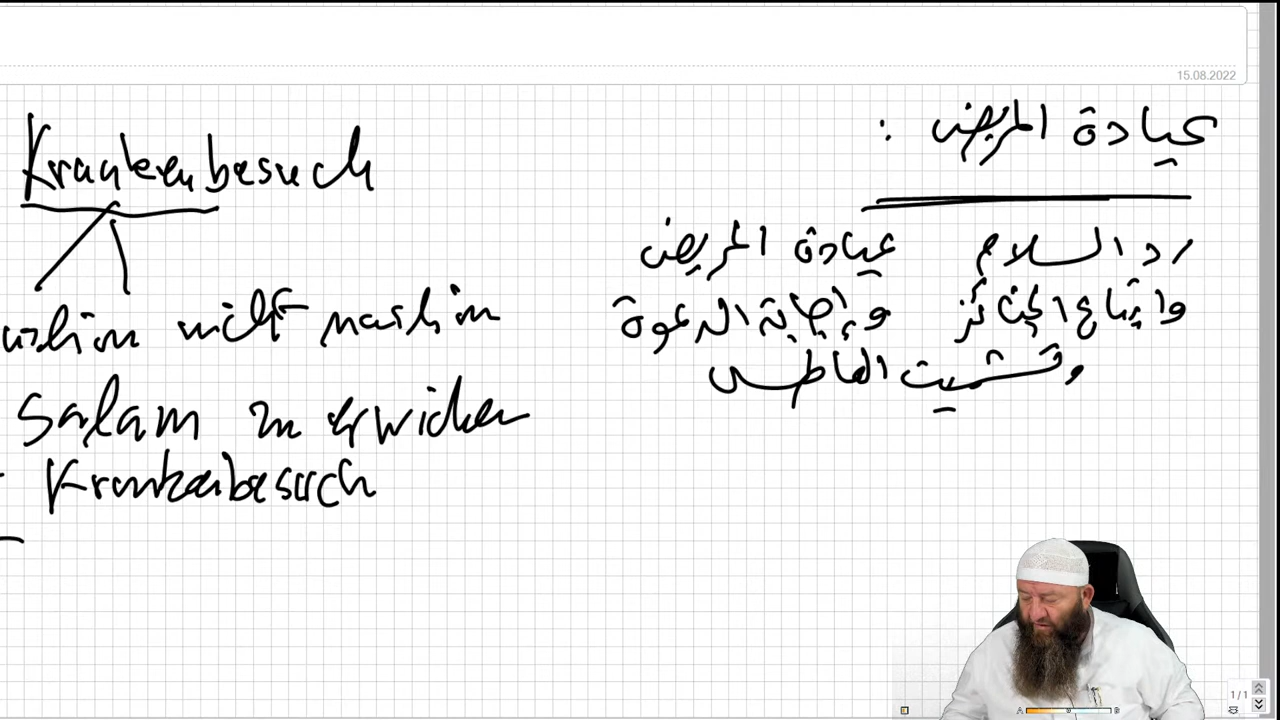 15.08.2022
عيادة المريض :
Krankenbesuch
رد السلام عيادة المريض
واتباع الجنائز وإجابة الدعوة
وتشميت العاطس
uslim nicht muslim
Salam zu erwidern
Krankenbesuch
-
1/1
A B